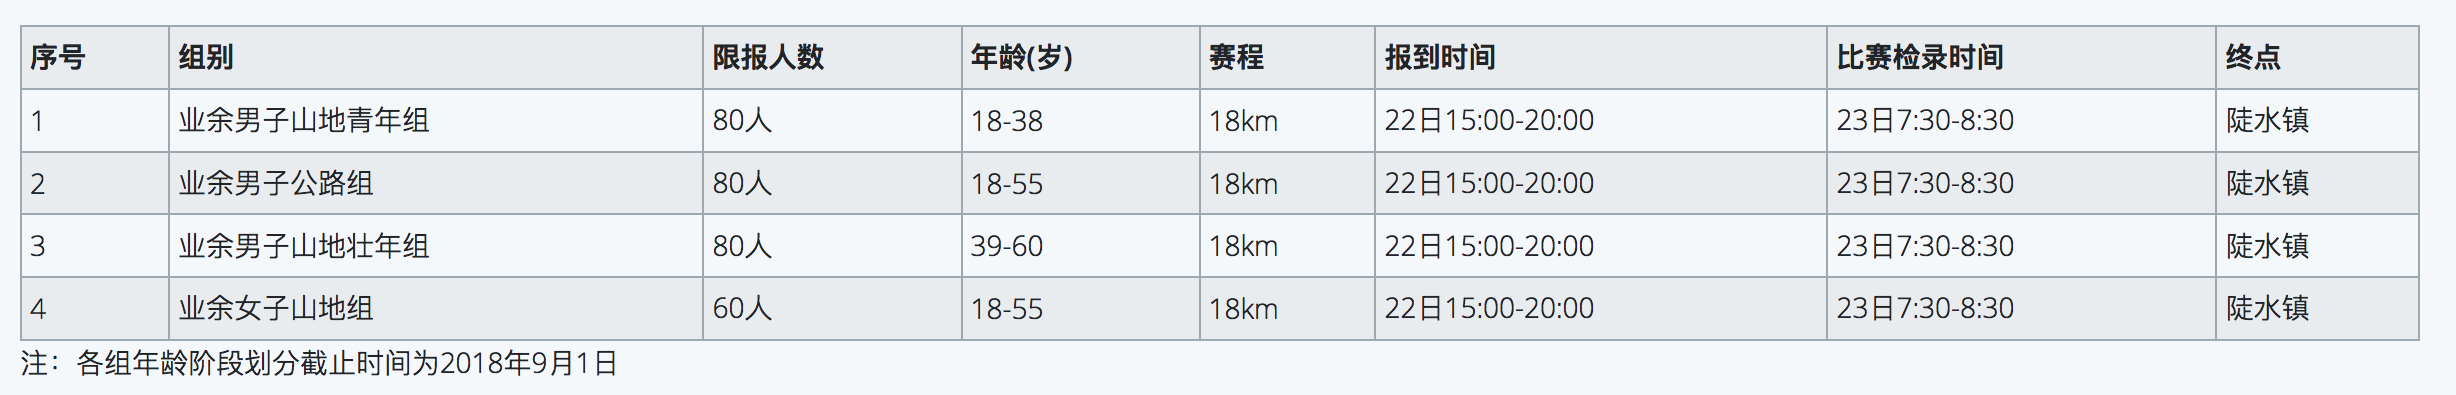 序号 组别 限报人数 年龄(岁) 赛程 报到时间 比赛检录时间 终点
1 业余男子山地青年组 80人 18-38 18km 22日15:00-20:00 23日7:30-8:30 陡水镇
2 业余男子公路组 80人 18-55 18km 22日15:00-20:00 23日7:30-8:30 陡水镇
3 业余男子山地壮年组 80人 39-60 18km 22日15:00-20:00 23日7:30-8:30 陡水镇
4 业余女子山地组 60人 18-55 18km 22日15:00-20:00 23日7:30-8:30 陡水镇
注：各组年龄阶段划分截止时间为2018年9月1日